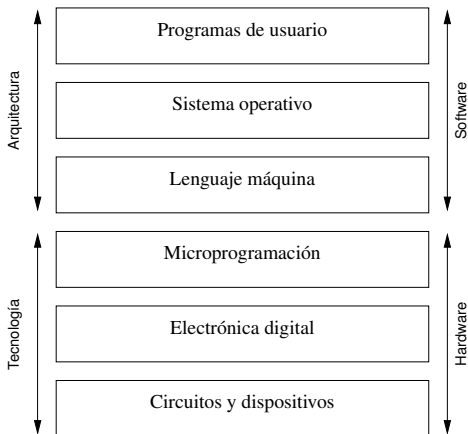 Programas de usuario
Sistema operativo
Lenguaje máquina
Microprogramación
Electrónica digital
Circuitos y dispositivos
Arquitectura
Tecnología
Software
Hardware